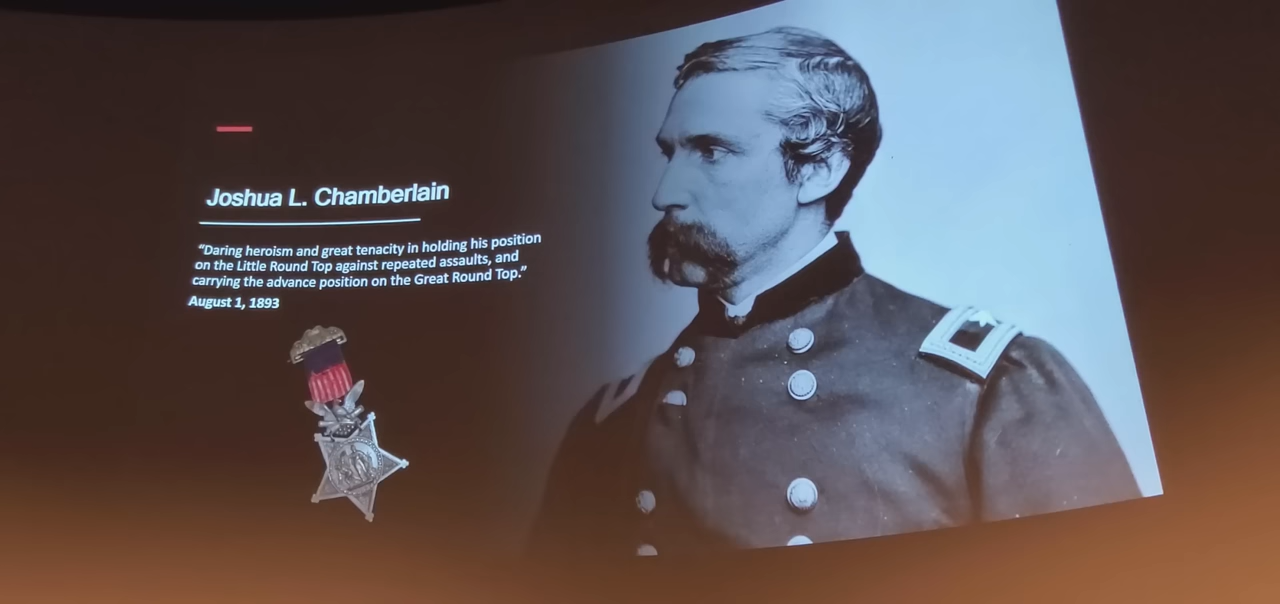 Joshua L. Chamberlain
“Daring heroism and great tenacity in holding his position
on the Little Round Top against repeated assaults, and
carrying the advance position on the Great Round Top.”
August 1, 1893